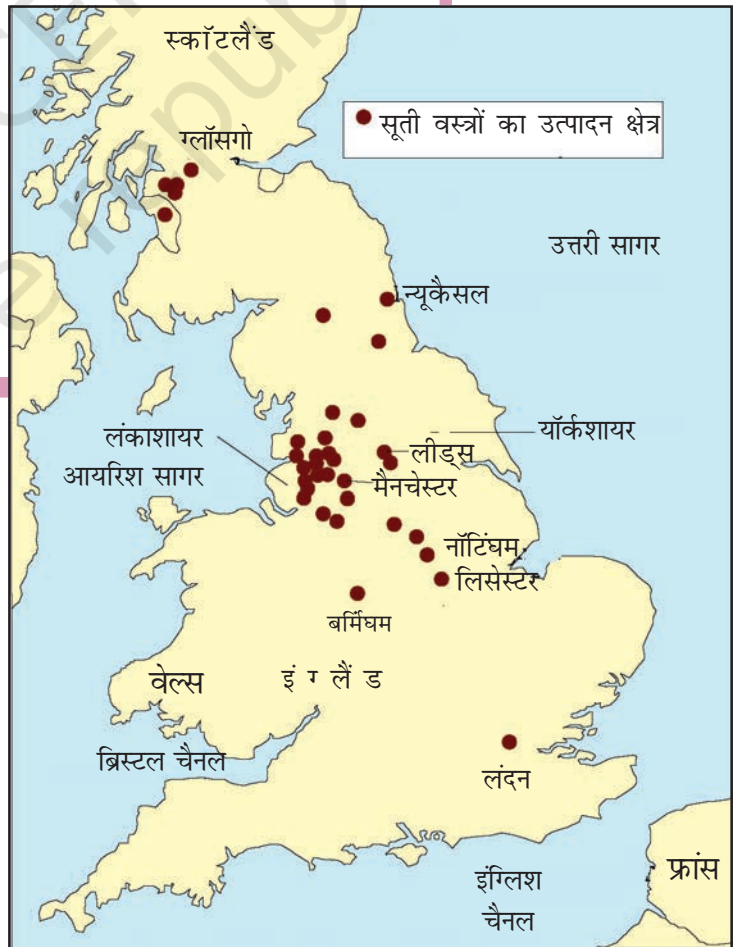 स्कॉटलैंड
सूती वस्त्रों का उत्पादन क्षेत्र
ग्लॉसगो
उत्तरी सागर
न्यूकैसल
लंकाशायर
यॉर्कशायर
आयरिश सागर
लीड्स
मैनचेस्टर
नॉटिंघम
लिसेस्टर
बर्मिंघम
वेल्स
इंग्लैंड
ब्रिस्टल चैनल
लंदन
फ्रांस
इंग्लिश
चैनल